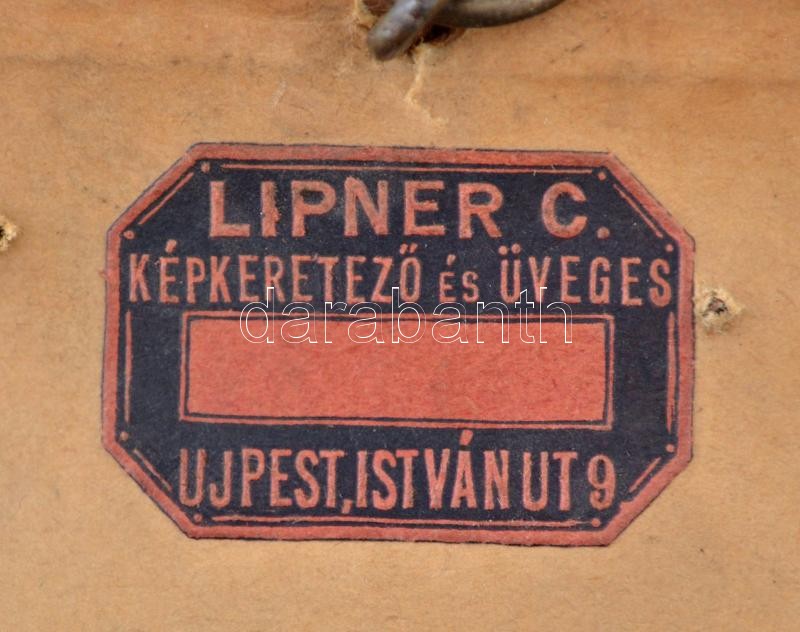 LIPNER C.
KÉPKERETEZŐ ÉS ÜVEGES
darabanth
UJPEST, ISTVÁN UT 9